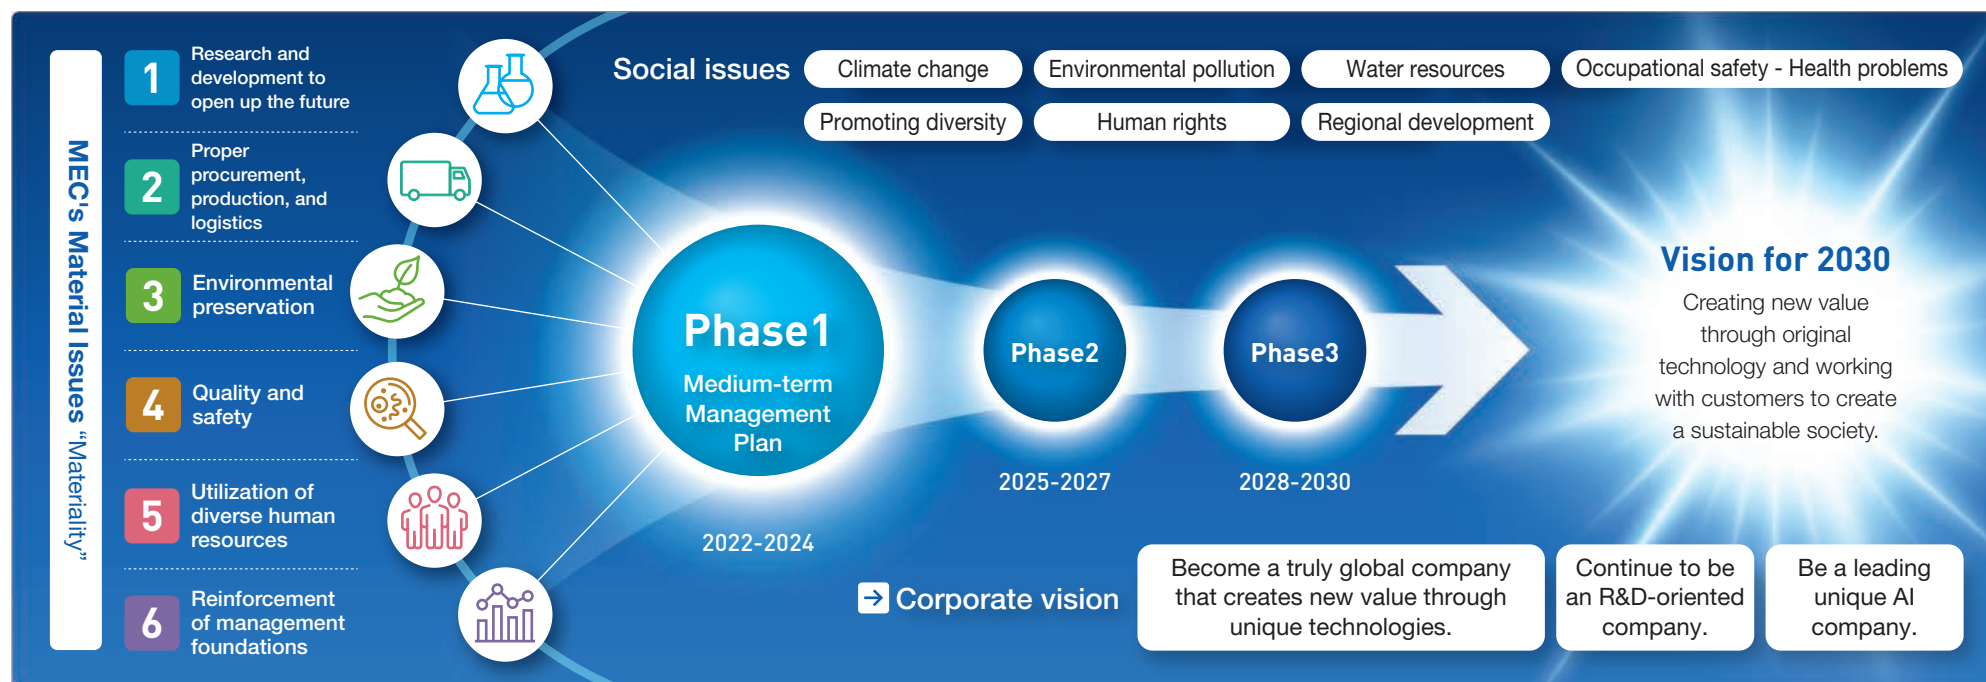 MEC's Material Issues “Materiality”
1
Research and
development to
open up the future
2
Proper
procurement,
production, and
logistics
3
Environmental
preservation
4
Quality and
safety
5
Utilization of
diverse human
resources
6
Reinforcement
of management
foundations
Social issues
Climate change
Environmental pollution
Water resources
Occupational safety - Health problems
Promoting diversity
Human rights
Regional development
Phase1
Medium-term
Management
Plan
2022-2024
Phase2
2025-2027
Phase3
2028-2030
Vision for 2030
Creating new value
through original
technology and working
with customers to create
a sustainable society.
Corporate vision
Become a truly global company
that creates new value through
unique technologies.
Continue to be
an R&D-oriented
company.
Be a leading
unique AI
company.